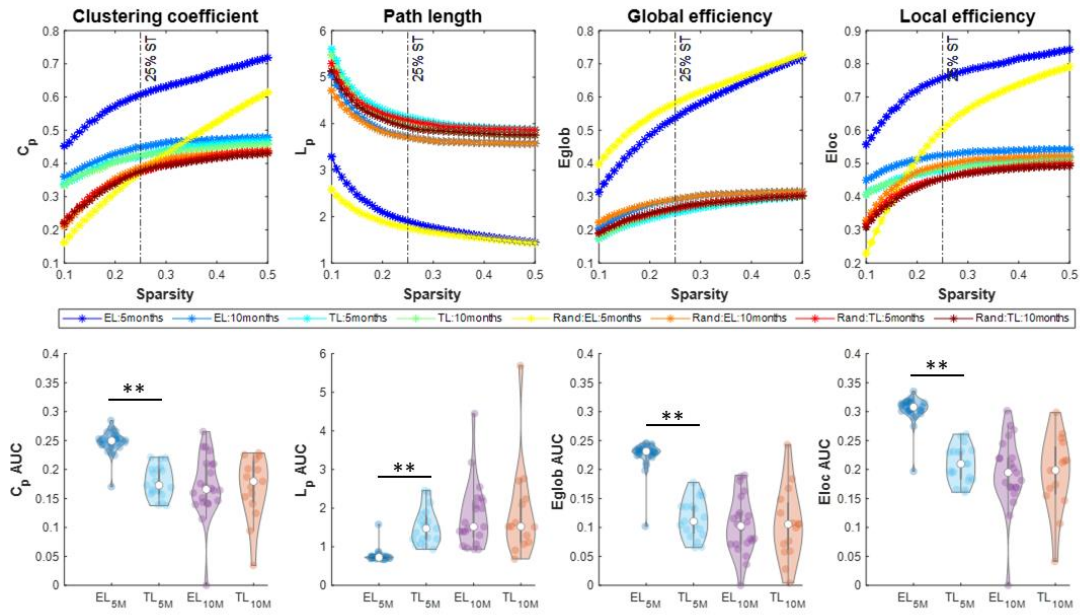 Clustering coefficient
0.8
0.7
0.6
0.5
0.4
0.3
0.2
0.1
Cp
25% ST
0.1 0.2 0.3 0.4 0.5
Sparsity
Path length
6
5
4
3
2
1
Lp
25% ST
0.1 0.2 0.3 0.4 0.5
Sparsity
Global efficiency
0.8
0.7
0.6
0.5
0.4
0.3
0.2
0.1
Eglob
25% ST
0.1 0.2 0.3 0.4 0.5
Sparsity
Local efficiency
0.9
0.8
0.7
0.6
0.5
0.4
0.3
0.2
Eloc
25% ST
0.1 0.2 0.3 0.4 0.5
Sparsity
EL:5months EL:10months TL:5months TL:10months Rand:EL:5months Rand:EL:10months Rand:TL:5months Rand:TL:10months
0.4
0.35
0.3
0.25
0.2
0.15
0.1
0.05
0
Cp AUC
**
EL5M TL5M EL10M TL10M
6
5
4
3
2
1
0
Lp AUC
**
EL5M TL5M EL10M TL10M
0.4
0.35
0.3
0.25
0.2
0.15
0.1
0.05
0
Eglob AUC
**
EL5M TL5M EL10M TL10M
0.4
0.35
0.3
0.25
0.2
0.15
0.1
0.05
0
Eloc AUC
**
EL5M TL5M EL10M TL10M